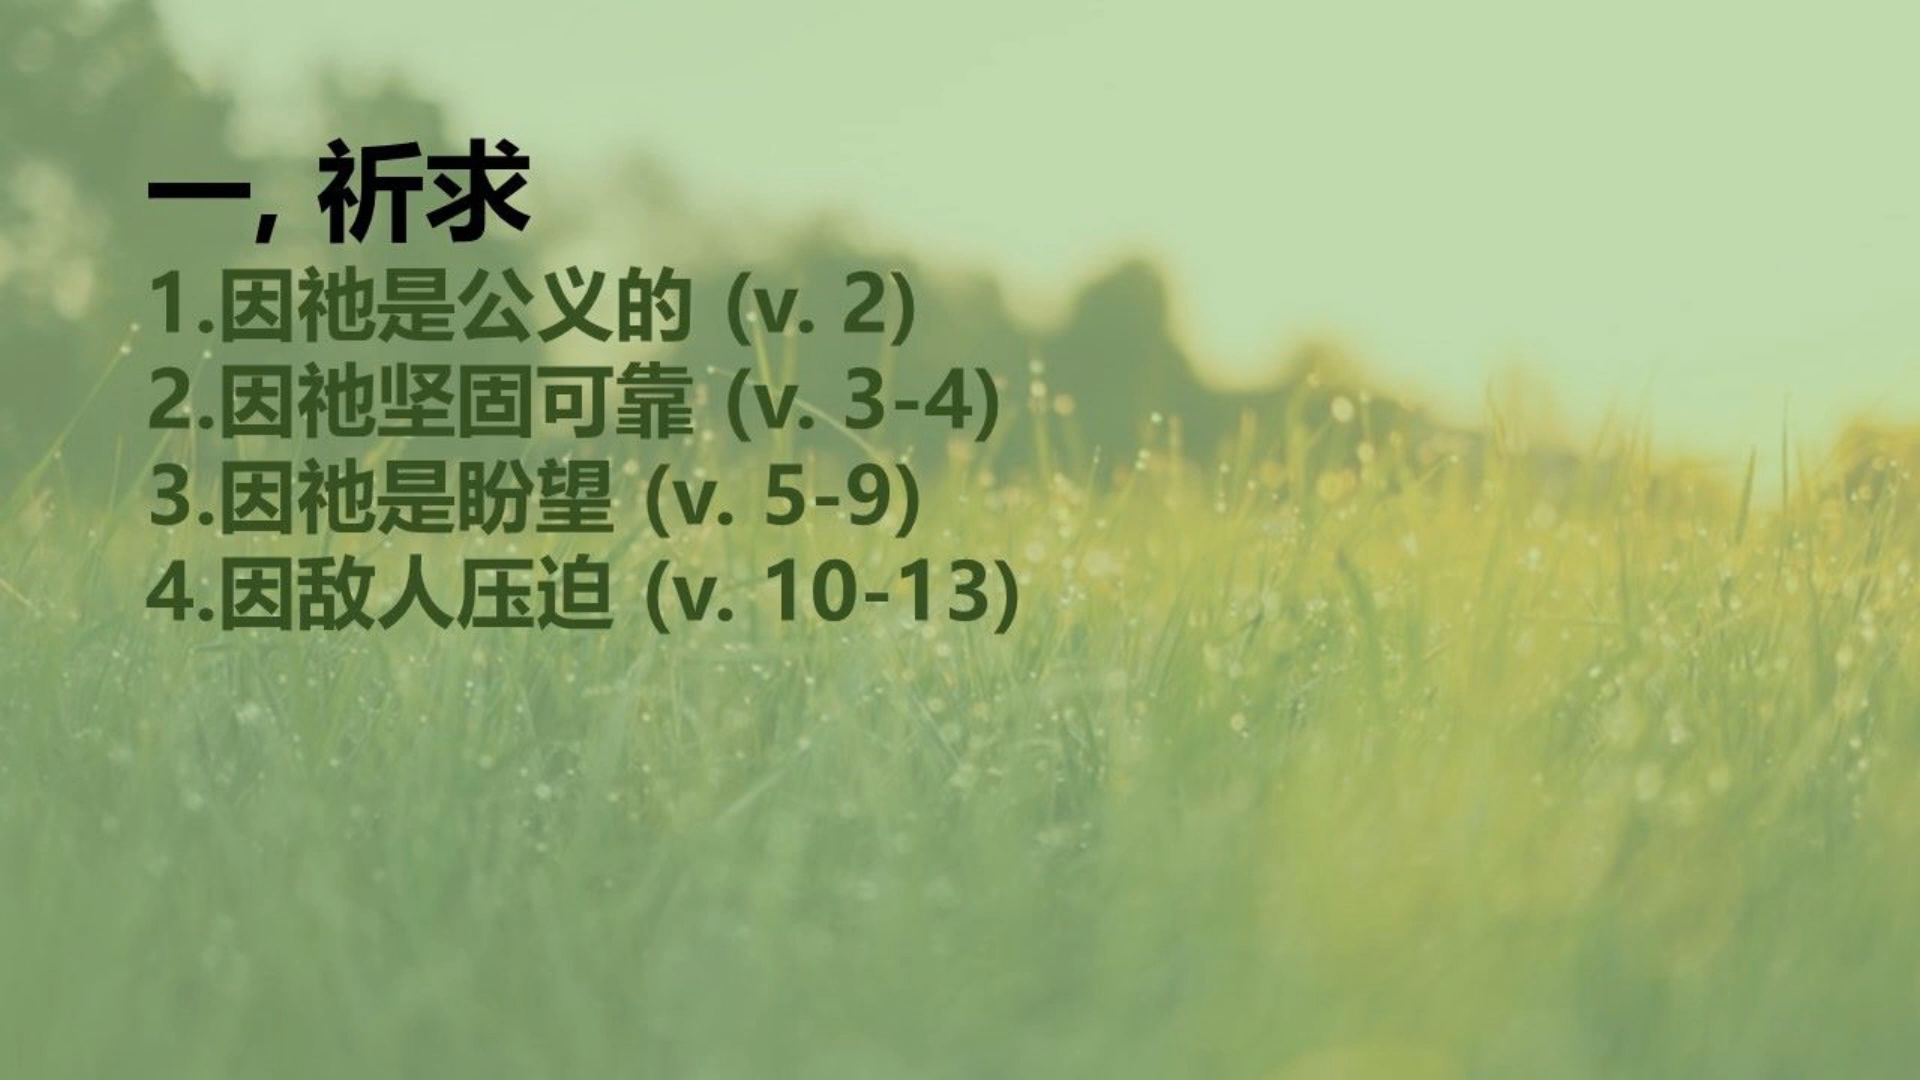 一, 祈求
1.因祂是公义的 (v. 2)
2.因祂坚固可靠 (v. 3-4)
3.因祂是盼望 (v. 5-9)
4.因敌人压迫 (v. 10-13)